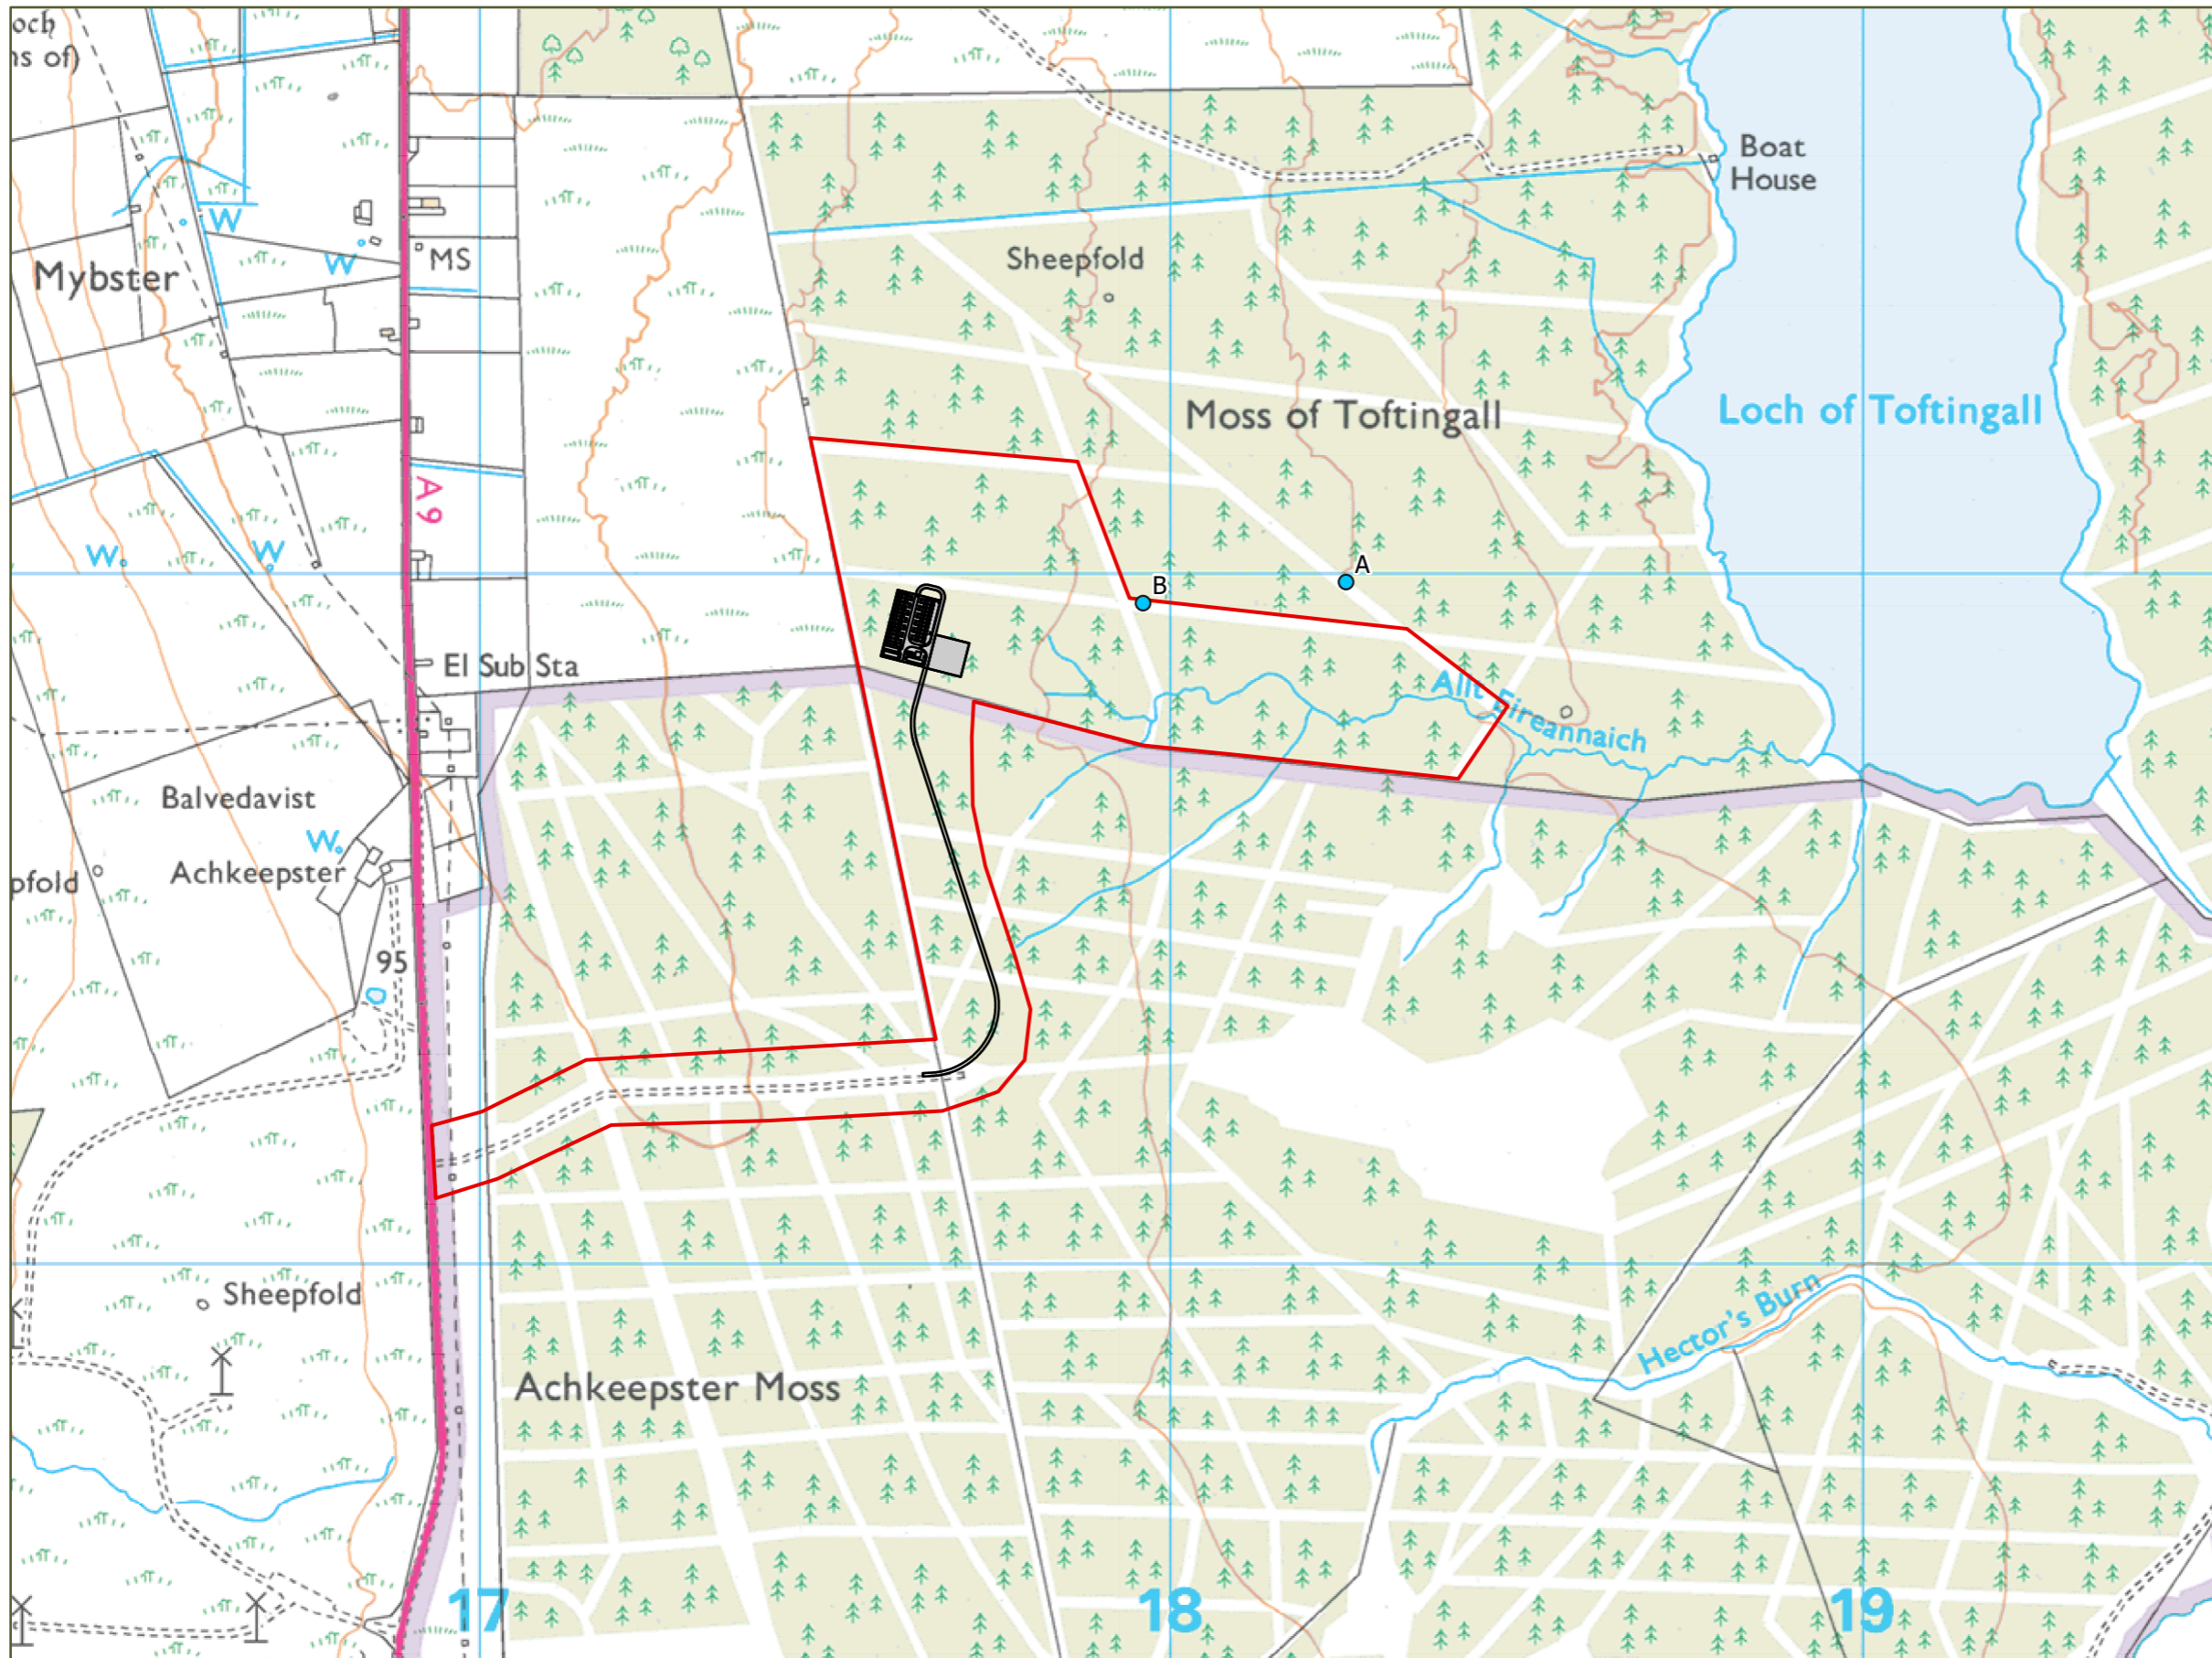 och
ns of)
Boat
House
W
Sheepfold
MS
W
Mybster
Moss of Toftingall
Loch of Toftingall
A9
W
W
A
B
El Sub Sta
Allt Eireannaich
Balvedavist
W
Achkeepster
pfold
95
Sheepfold
Hector's Burn
Achkeepster Moss
17
18
19